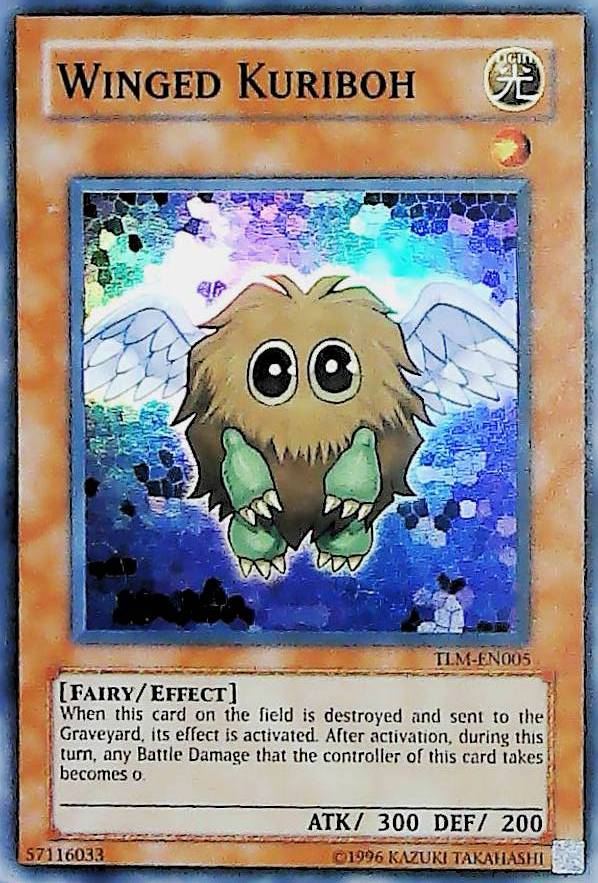 WINGED KURIBOH
光
TLM-EN005
[FAIRY/EFFECT]
When this card on the field is destroyed and sent to the
Graveyard, its effect is activated. After activation, during this
turn, any Battle Damage that the controller of this card takes
becomes 0.
ATK/ 300 DEF/ 200
57116033
©1996 KAZUKI TAKAHASHI